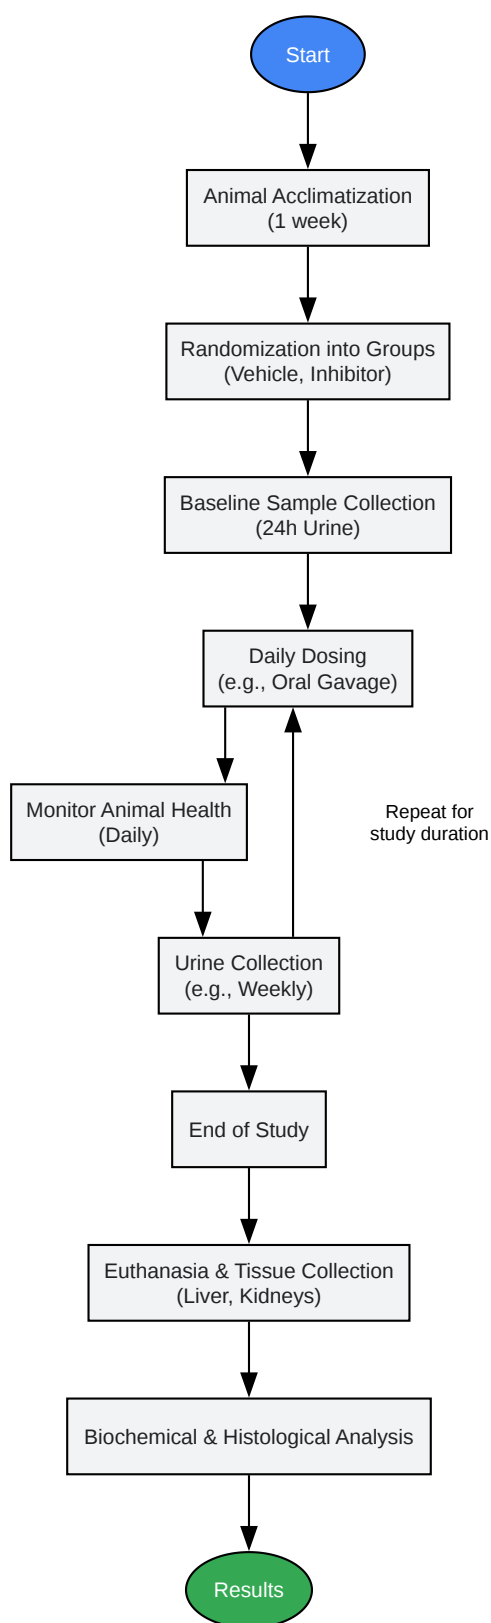 Start
Animal Acclimatization
(1 week)
Randomization into Groups
(Vehicle, Inhibitor)
Baseline Sample Collection
(24h Urine)
Daily Dosing
(e.g., Oral Gavage)
Monitor Animal Health
(Daily)
Repeat for
study duration
Urine Collection
(e.g., Weekly)
End of Study
Euthanasia & Tissue Collection
(Liver, Kidneys)
Biochemical & Histological Analysis
Results